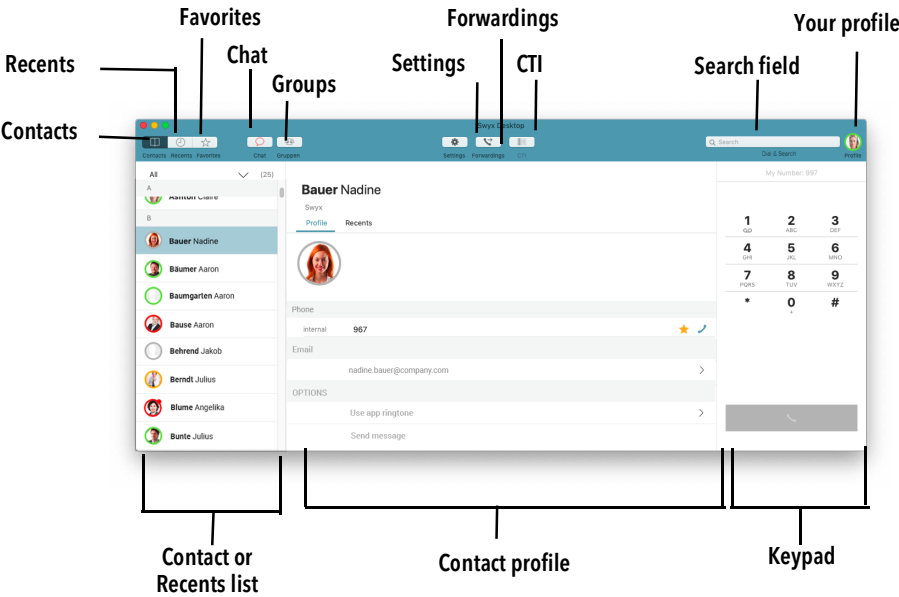 Favorites
Forwardings
Your profile
Recents
Chat
Settings
CTI
Search field
Groups
Contacts
Swyx Desktop
Search
Contacts Recents Favorites
Chat
Gruppen
Settings Forwardings
CTI
Dial & Search
Profile
All
(25)
A
Ashton Claire
B
Bauer Nadine
Bäumer Aaron
Baumgarten Aaron
Bause Aaron
Behrend Jakob
Berndt Julius
Blume Angelika
Bunte Julius
Bauer Nadine
Swyx
Profile Recents
Phone
internal 967
Email
nadine.bauer@company.com
OPTIONS
Use app ringtone
Send message
My Number: 997
1 2 3
ABC DEF
4 5 6
GHI JKL MNO
7 8 9
PQRS TUV WXYZ
* 0 #
+
Contact or
Recents list
Contact profile
Keypad